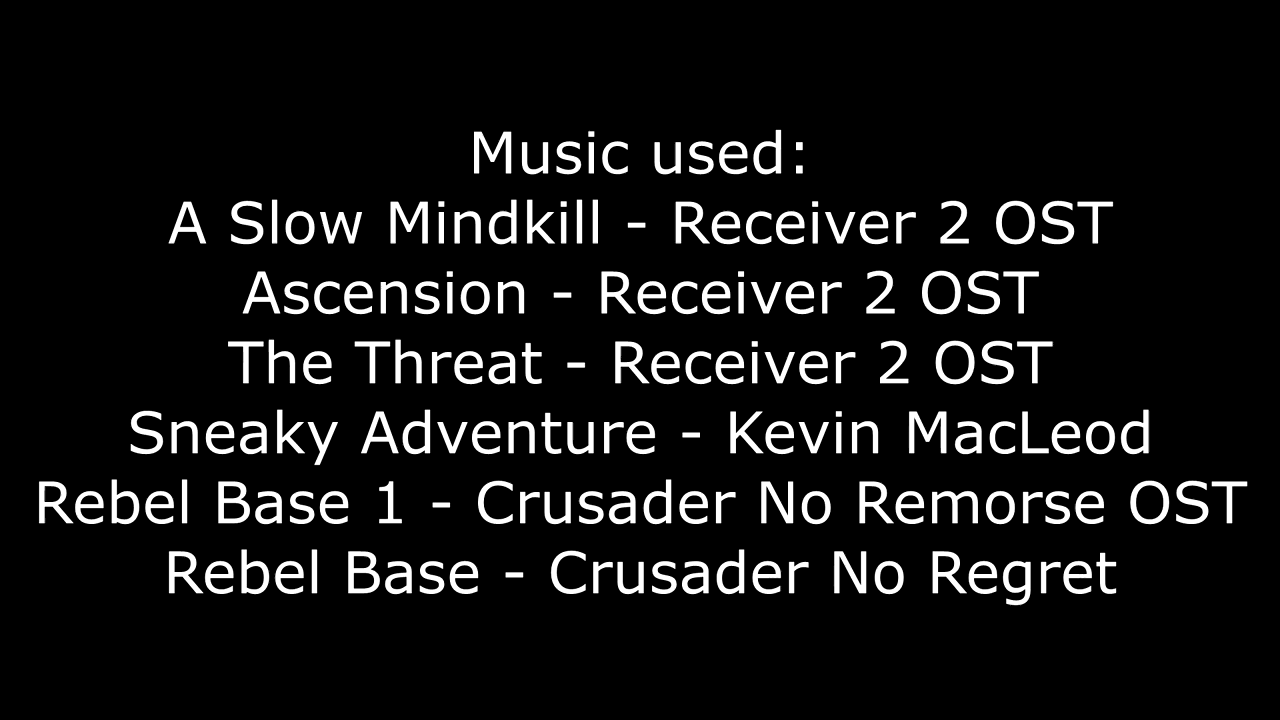 Music used:
A Slow Mindkill - Receiver 2 OST
Ascension - Receiver 2 OST
The Threat - Receiver 2 OST
Sneaky Adventure - Kevin MacLeod
Rebel Base 1 - Crusader No Remorse OST
Rebel Base - Crusader No Regret